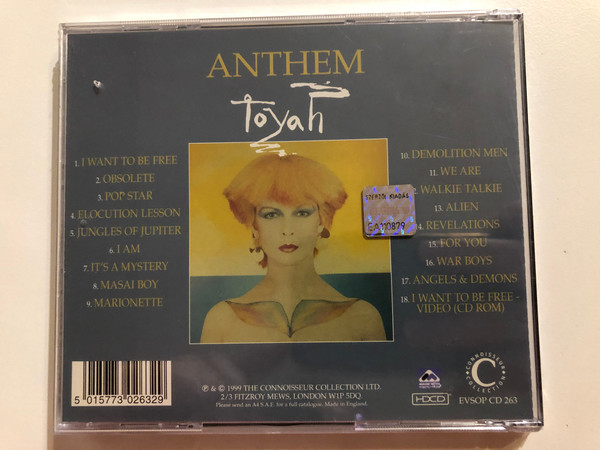 ANTHEM
toyah
1. I WANT TO BE FREE
2. OBSOLETE
3. POP STAR
4. ELOCUTION LESSON
5. JUNGLES OF JUPITER
6. I AM
7. IT'S A MYSTERY
8. MASAI BOY
9. MARIONETTE
10. DEMOLITION MEN
11. WE ARE
WALKIE TALKIE
13. ALIEN
14. REVELATIONS
15. FOR YOU
16. WAR BOYS
17. ANGELS & DEMONS
18. I WANT TO BE FREE -
VIDEO (CD ROM)
KIADÁS
5 015773 026329
℗ & © 1999 THE CONNOISSEUR COLLECTION LTD.
2/3 FITZROY MEWS, LONDON W1P 5DQ.
Please send an A4 S.A.E. for a full catalogue. Made in England.
HDCD
CONNOISSEUR
C
COLLECTION
EVSOP CD 263